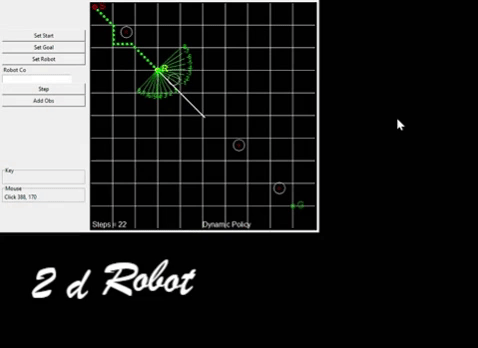 S
Set Start
Set Goal
Set Robot
R
Robot Co
Step
Add Obs
Key
Mouse
Click 388, 170
G
Steps = 22
Dynamic Policy
2 d Robot